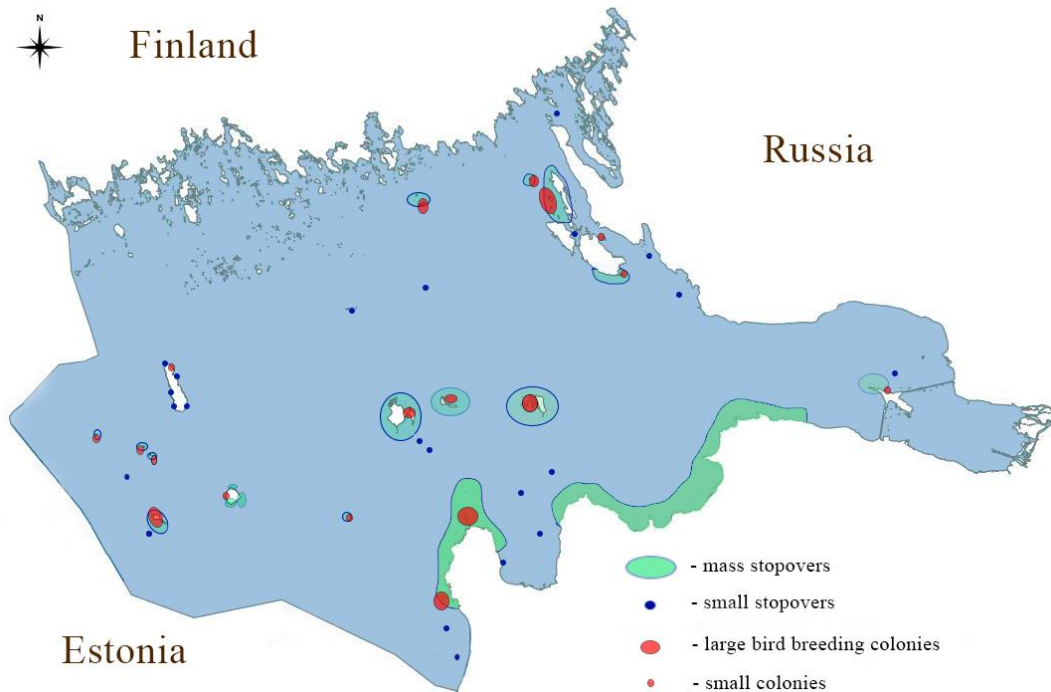 N
Finland
Russia
Estonia
- mass stopovers
- small stopovers
- large bird breeding colonies
- small colonies